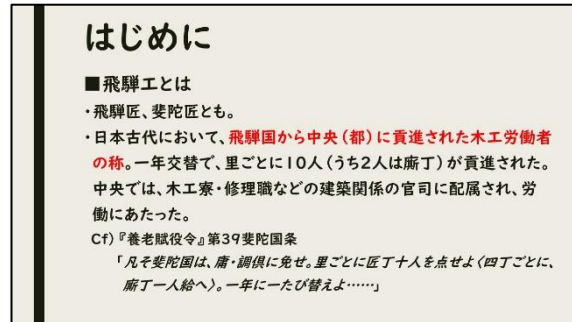 はじめに
■飛騨工とは
・飛騨匠、斐陀匠とも。
・日本古代において、飛騨国から中央（都）に貢進された木工労働者
の称。一年交替で、里ごとに10人（うち2人は廝丁）が貢進された。
中央では、木工寮・修理職などの建築関係の官司に配属され、労
働にあたった。
Cf）『養老賦役令』第39斐陀国条
「凡そ斐陀国は、庸・調倶に免せ。里ごとに匠丁十人を点せよ〈四丁ごとに、
廝丁一人給へ〉。一年に一たび替えよ……」